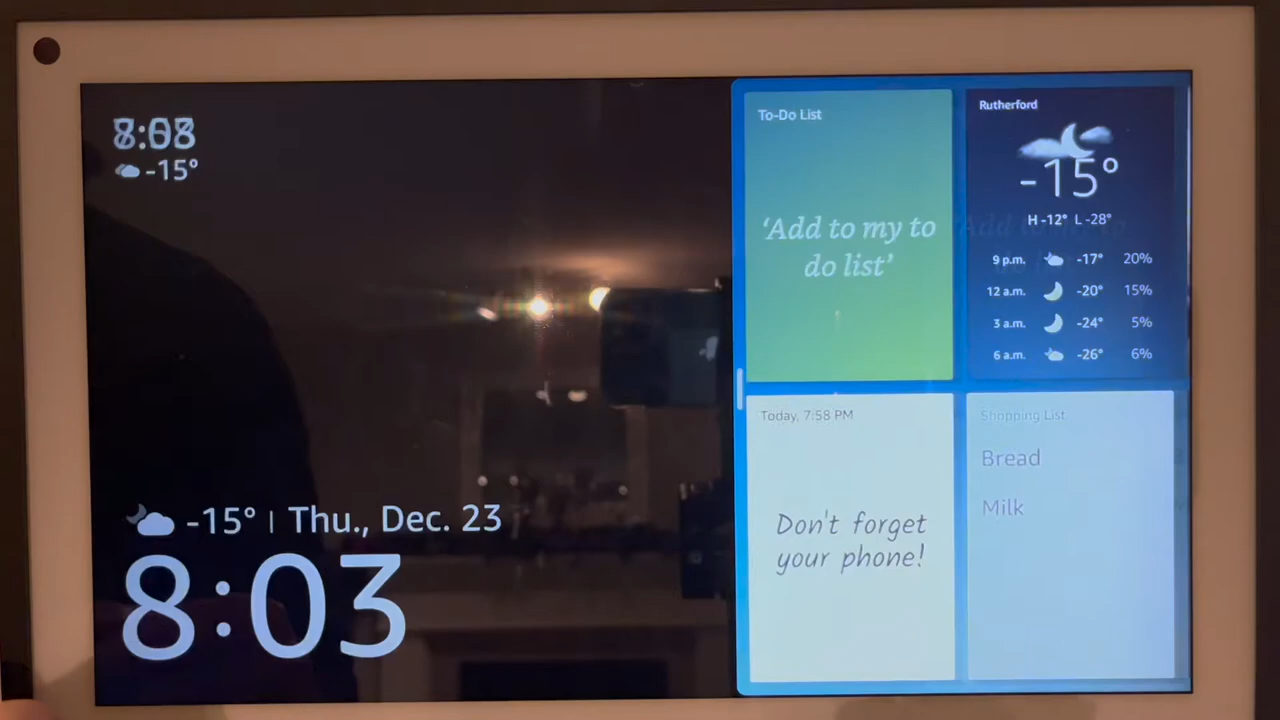 8:03
-15°
-15° | Thu., Dec. 23
8:03
To-Do List
‘Add to my to
do list’
Rutherford
-15°
H -12° L -28°
9 p.m. -17° 20%
12 a.m. -20° 15%
3 a.m. -24° 5%
6 a.m. -26° 6%
Today, 7:58 PM
Don't forget
your phone!
Shopping List
Bread
Milk